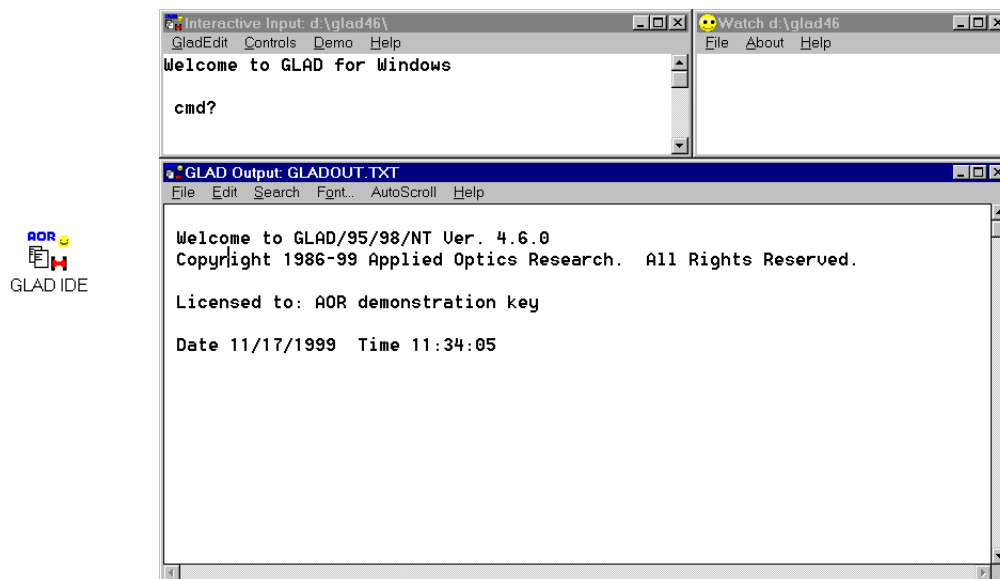 Interactive Input: d:\glad46\
GladEdit Controls Demo Help
Welcome to GLAD for Windows
cmd?
Watch d:\glad46
File About Help
GLAD Output: GLADOUT.TXT
File Edit Search Font... AutoScroll Help
Welcome to GLAD/95/98/NT Ver. 4.6.0
Copyright 1986-99 Applied Optics Research. All Rights Reserved.
Licensed to: AOR demonstration key
Date 11/17/1999 Time 11:34:05
AOR
GLAD IDE